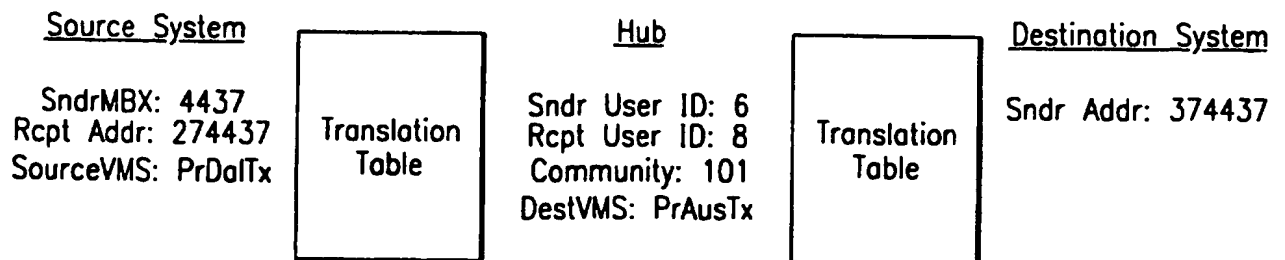 Source System
SndrMBX: 4437
Rcpt Addr: 274437
SourceVMS: PrDalTx
Translation
Table
Hub
Sndr User ID: 6
Rcpt User ID: 8
Community: 101
DestVMS: PrAusTx
Translation
Table
Destination System
Sndr Addr: 374437